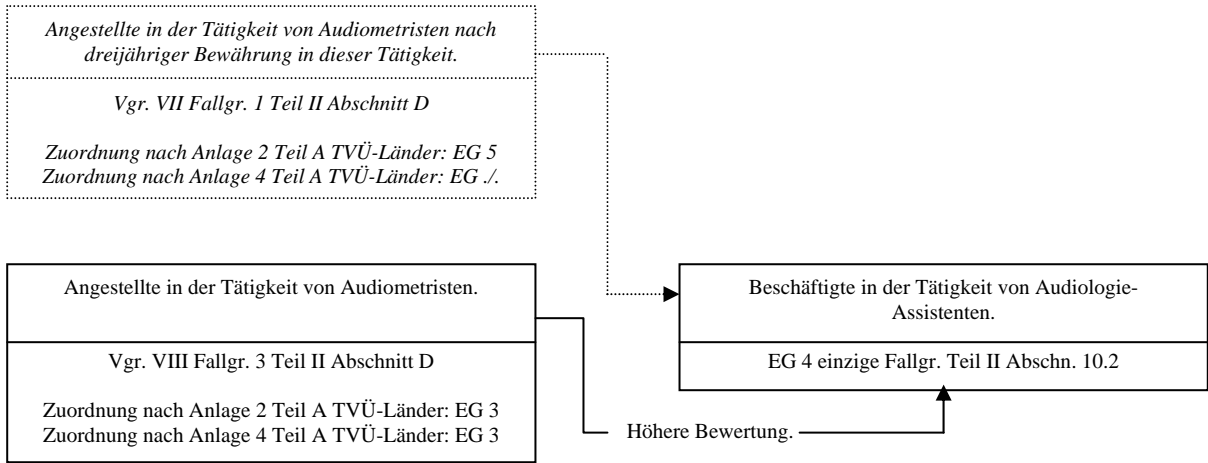 Angestellte in der Tätigkeit von Audiometristen nach
dreijähriger Bewährung in dieser Tätigkeit.
Vgr. VII Fallgr. 1 Teil II Abschnitt D
Zuordnung nach Anlage 2 Teil A TVÜ-Länder: EG 5
Zuordnung nach Anlage 4 Teil A TVÜ-Länder: EG ./.
Angestellte in der Tätigkeit von Audiometristen.
Vgr. VIII Fallgr. 3 Teil II Abschnitt D
Zuordnung nach Anlage 2 Teil A TVÜ-Länder: EG 3
Zuordnung nach Anlage 4 Teil A TVÜ-Länder: EG 3
Beschäftigte in der Tätigkeit von Audiologie-
Assistenten.
EG 4 einzige Fallgr. Teil II Abschn. 10.2
Höhere Bewertung.